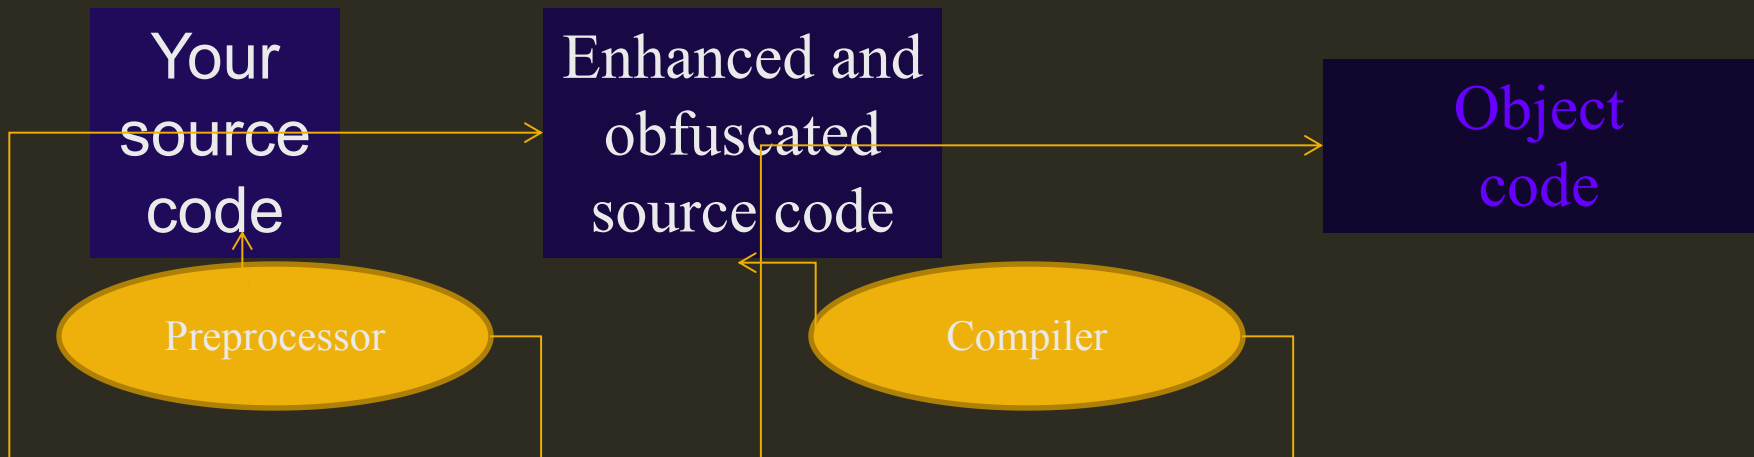 Your
source
code
Enhanced and
obfuscated
source code
Object
code
Preprocessor
Compiler